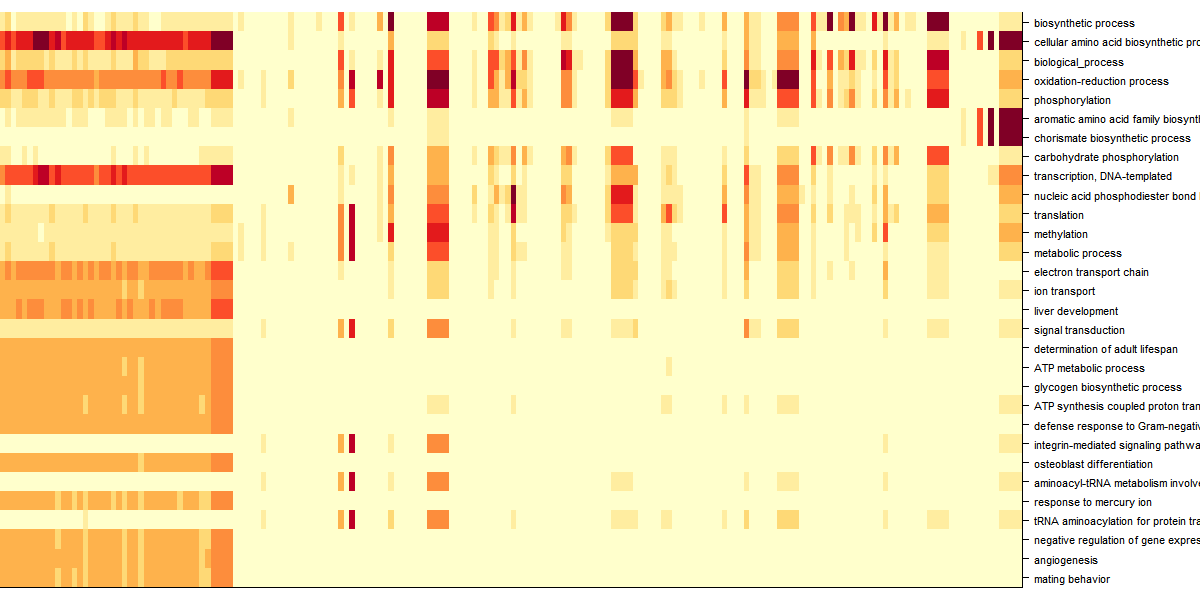 biosynthetic process
cellular amino acid biosynthetic pro
biological_process
oxidation-reduction process
phosphorylation
aromatic amino acid family biosynth
chorismate biosynthetic process
carbohydrate phosphorylation
transcription, DNA-templated
nucleic acid phosphodiester bond
translation
methylation
metabolic process
electron transport chain
ion transport
liver development
signal transduction
determination of adult lifespan
ATP metabolic process
glycogen biosynthetic process
ATP synthesis coupled proton tran
defense response to Gram-negativ
integrin-mediated signaling pathwa
osteoblast differentiation
aminoacyl-tRNA metabolism involve
response to mercury ion
tRNA aminoacylation for protein tra
negative regulation of gene expres
angiogenesis
mating behavior